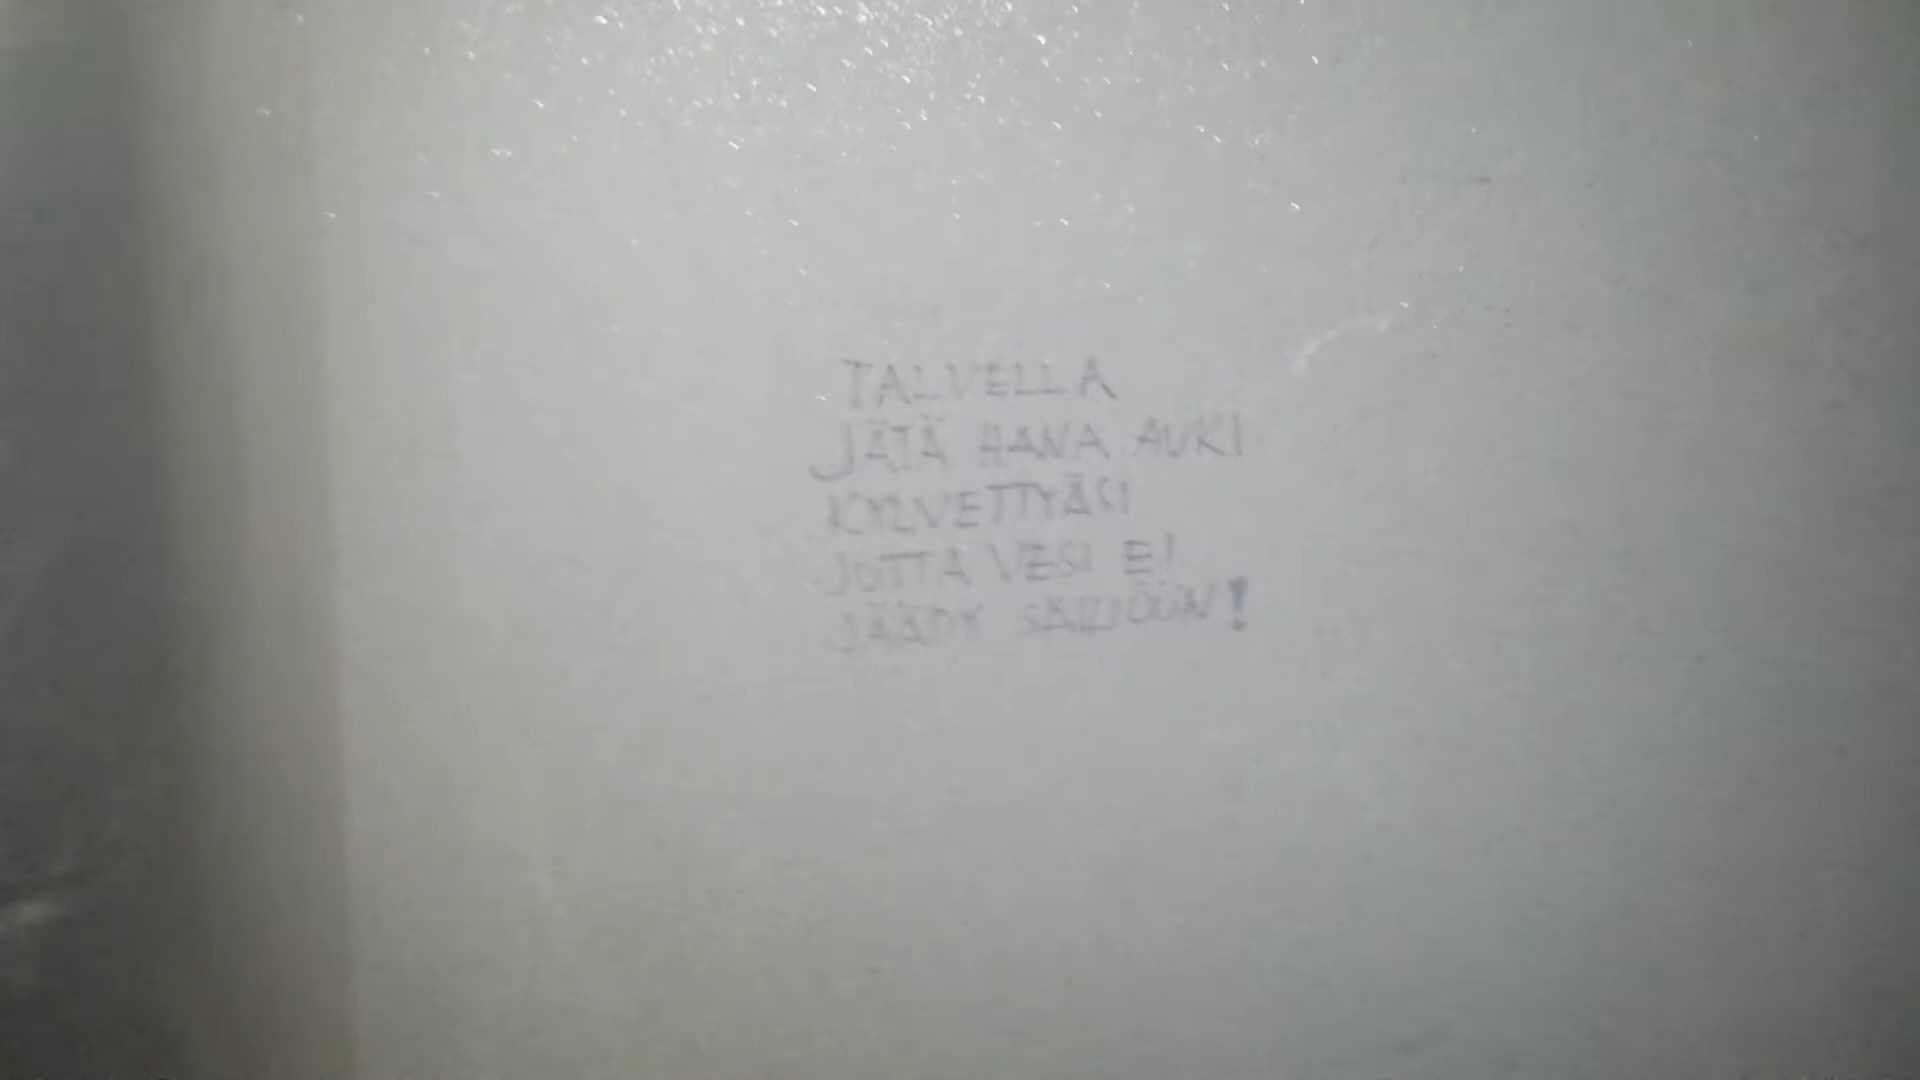 TALVELLA
JÄTÄ HANA AUKI
KYLVETTYÄSI
JOTTA VESI EI
JÄÄDY SÄILIÖÖN!